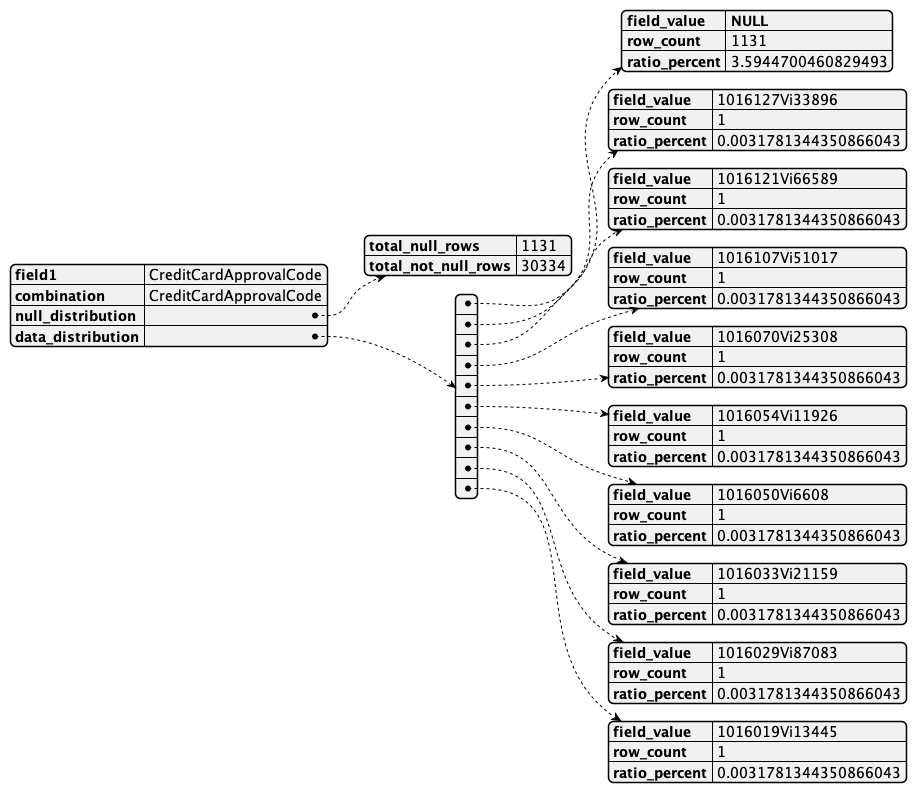 field1 CreditCardApprovalCode
combination CreditCardApprovalCode
null_distribution
data_distribution
total_null_rows 1131
total_not_null_rows 30334
field_value NULL
row_count 1131
ratio_percent 3.5944700460829493
field_value 1016127Vi33896
row_count 1
ratio_percent 0.0031781344350866043
field_value 1016121Vi66589
row_count 1
ratio_percent 0.0031781344350866043
field_value 1016107Vi51017
row_count 1
ratio_percent 0.0031781344350866043
field_value 1016070Vi25308
row_count 1
ratio_percent 0.0031781344350866043
field_value 1016054Vi11926
row_count 1
ratio_percent 0.0031781344350866043
field_value 1016050Vi6608
row_count 1
ratio_percent 0.0031781344350866043
field_value 1016033Vi21159
row_count 1
ratio_percent 0.0031781344350866043
field_value 1016029Vi87083
row_count 1
ratio_percent 0.0031781344350866043
field_value 1016019Vi13445
row_count 1
ratio_percent 0.0031781344350866043